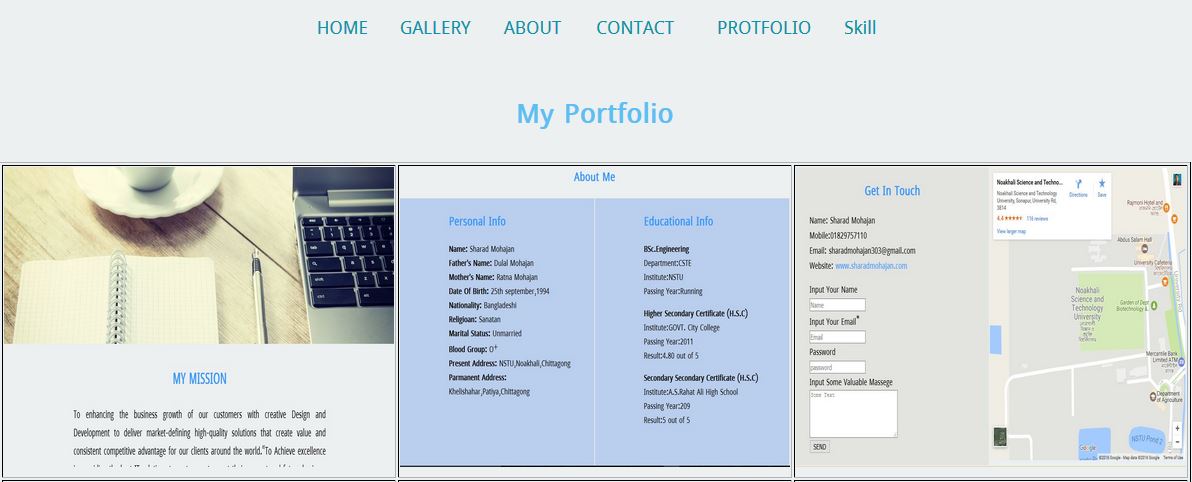 HOME GALLERY ABOUT CONTACT PROTFOLIO Skill
My Portfolio
MY MISSION
To enhancing the business growth of our customers with creative Design and
Development to deliver market-defining high-quality solutions that create value and
consistent competitive advantage for our clients around the world."To Achieve excellence
About Me
Personal Info
Name: Sharad Mohajan
Father's Name: Dulal Mohajan
Mother's Name: Ratna Mohajan
Date Of Birth: 25th september,1994
Nationality: Bangladeshi
Religioan: Sanatan
Marital Status: Unmarried
Blood Group: O+
Present Address: NSTU,Noakhali,Chittagong
Parmanent Address:
Khelishahar,Patiya,Chittagong
Educational Info
BSc.Engineering
Department:CSTE
Institute:NSTU
Passing Year:Running
Higher Secondary Certificate (H.S.C)
Institute:GOVT. City College
Passing Year:2011
Result:4.80 out of 5
Secondary Secondary Certificate (H.S.C)
Institute:A.S.Rahat Ali High School
Passing Year:209
Result:5 out of 5
Get In Touch
Name: Sharad Mohajan
Mobile:01829757110
Email: sharadmohajan303@gmail.com
Website: www.sharadmohajan.com
Input Your Name
Name
Input Your Email*
Email
Password
password
Input Some Valuable Massege
Some Text
SEND
Noakhali Science and Techno...
Noakhali Science and Technology
University, Sonapur, University Rd,
3814
4.4 116 reviews
View larger map
Directions
Save
Rajmoni Hotel and
Abdus Salam Hall
University Cafeteria
Noakhali
Science and
Technology
University
Garden of Dept
Biotechnology &
Mercantile Bank
Limited ATM
Department
of Agriculture
NSTU Pond 2
+
-
Google
©2016 Google - Map data ©2016 Google Terms of Use